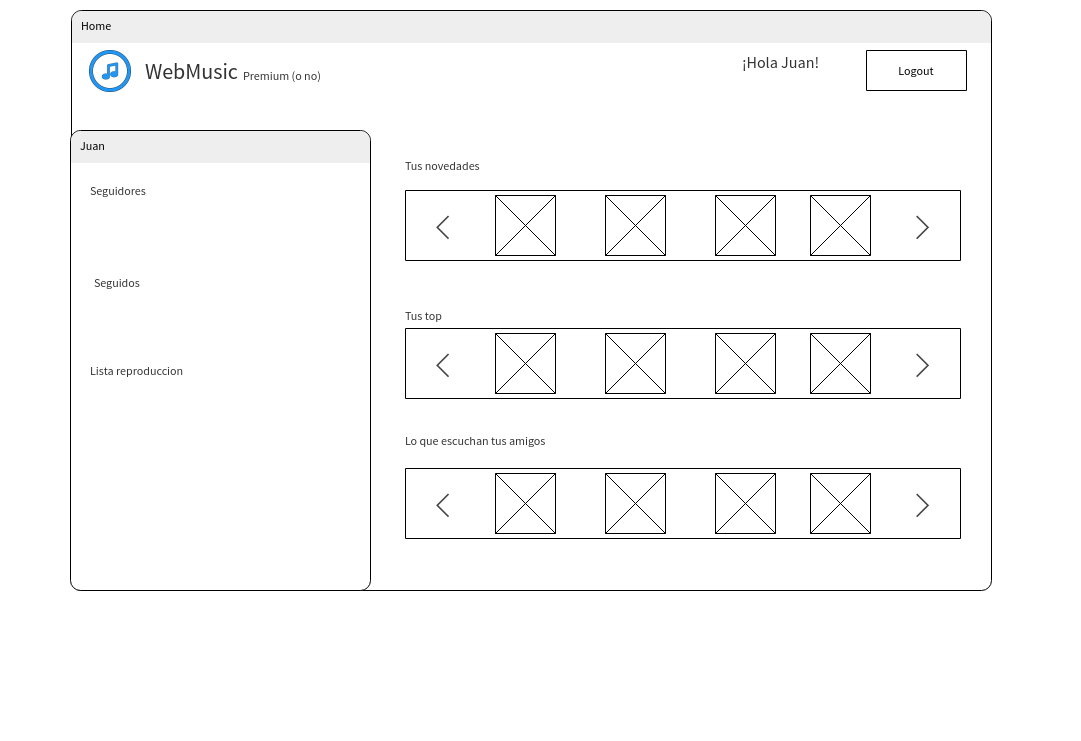 Home
WebMusic Premium (o no)
¡Hola Juan!
Logout
Juan
Seguidores
Seguidos
Lista reproduccion
Tus novedades
Tus top
Lo que escuchan tus amigos